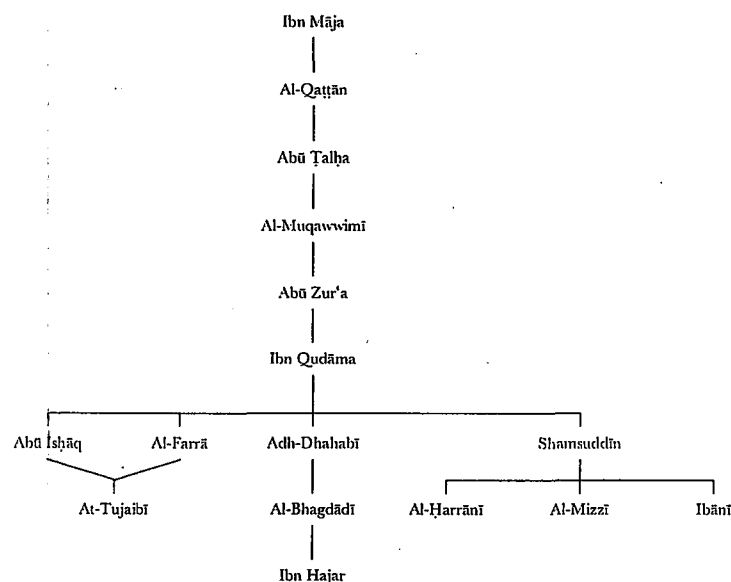 Ibn Māja
Al-Qaṭṭān
Abū Ṭalḥa
Al-Muqawwimī
Abū Zurʻa
Ibn Qudāma
Abū Isḥāq Al-Farrā Adh-Dhahabī Shamsuddīn
At-Tujaibī Al-Bhagdādī Al-Ḥarrānī Al-Mizzī Ibānī
Ibn Hajar